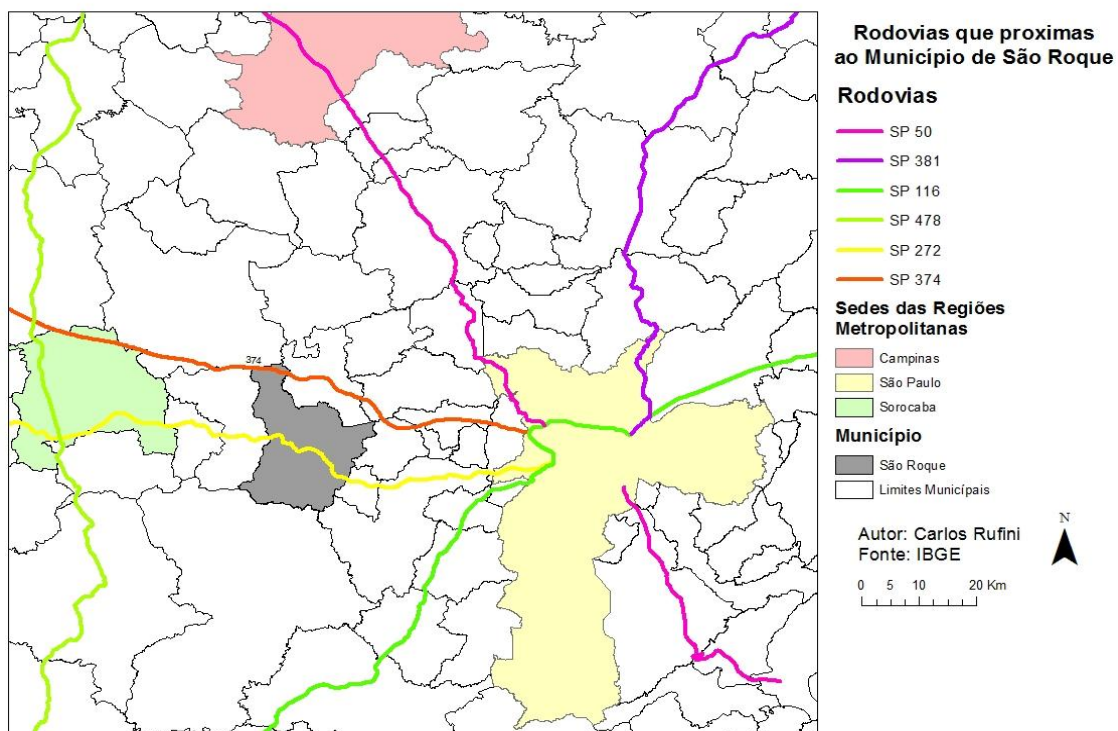 Rodovias que proximas
ao Município de São Roque
Rodovias
SP 50
SP 381
SP 116
SP 478
SP 272
SP 374
Sedes das Regiões
Metropolitanas
Campinas
São Paulo
Sorocaba
Município
São Roque
Limites Municípais
Autor: Carlos Rufini
Fonte: IBGE
N
0 5 10 20 Km
374